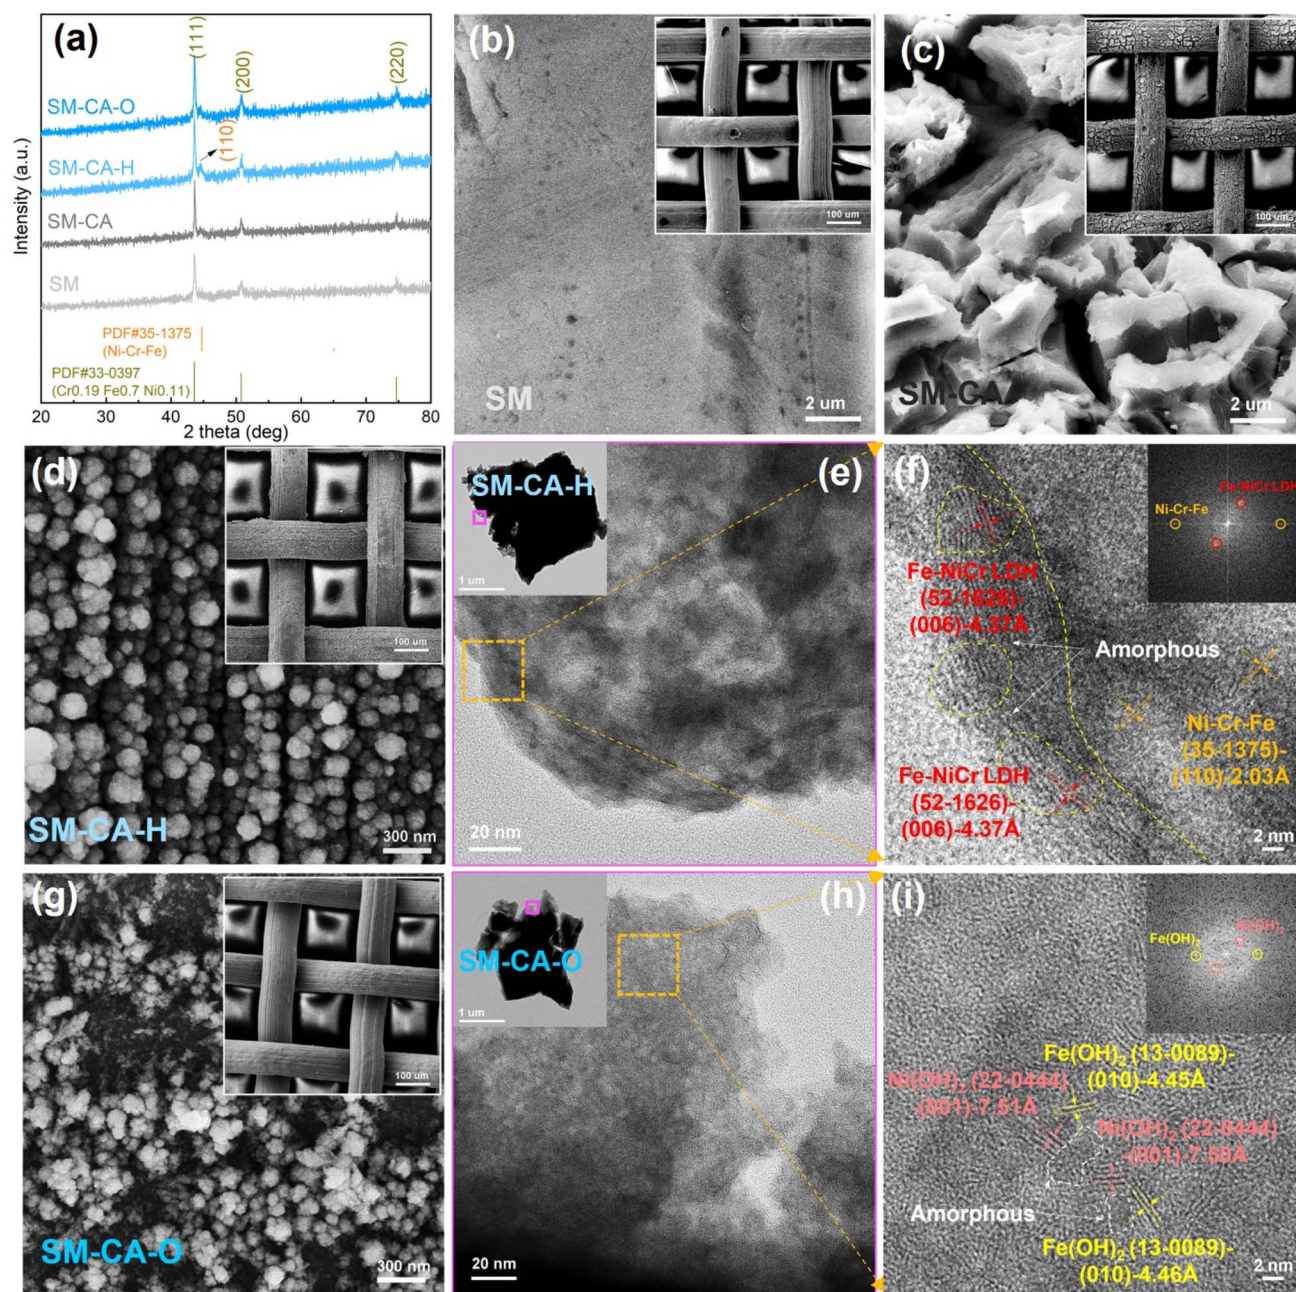 (a)
(111)
(200)
(220)
SM-CA-O
(110)
SM-CA-H
SM-CA
SM
PDF#35-1375
(Ni-Cr-Fe)
PDF#33-0397
(Cr0.19 Fe0.7 Ni0.11)
20 30 40 50 60 70 80
2 theta (deg)
Intensity (a.u.)
(b)
100 um
SM
2 um
(c)
100 um
SM-CA
2 um
(d)
100 um
SM-CA-H
300 nm
(e)
SM-CA-H
1 um
20 nm
(f)
Fe-NiCr LDH
Ni-Cr-Fe
Fe-NiCr LDH
(52-1626)-
(006)-4.37Å
Amorphous
Ni-Cr-Fe
(35-1375)-
(110)-2.03Å
Fe-NiCr LDH
(52-1626)-
(006)-4.37Å
2 nm
(g)
100 um
SM-CA-O
300 nm
(h)
SM-CA-O
1 um
20 nm
(i)
Ni(OH)₂
Fe(OH)₂
Fe(OH)₂ (13-0089)-
(010)-4.45Å
Ni(OH)₂ (22-0444)
-(001)-7.51Å
Ni(OH)₂ (22-0444)
-(001)-7.50Å
Amorphous
Fe(OH)₂ (13-0089)-
(010)-4.46Å
2 nm